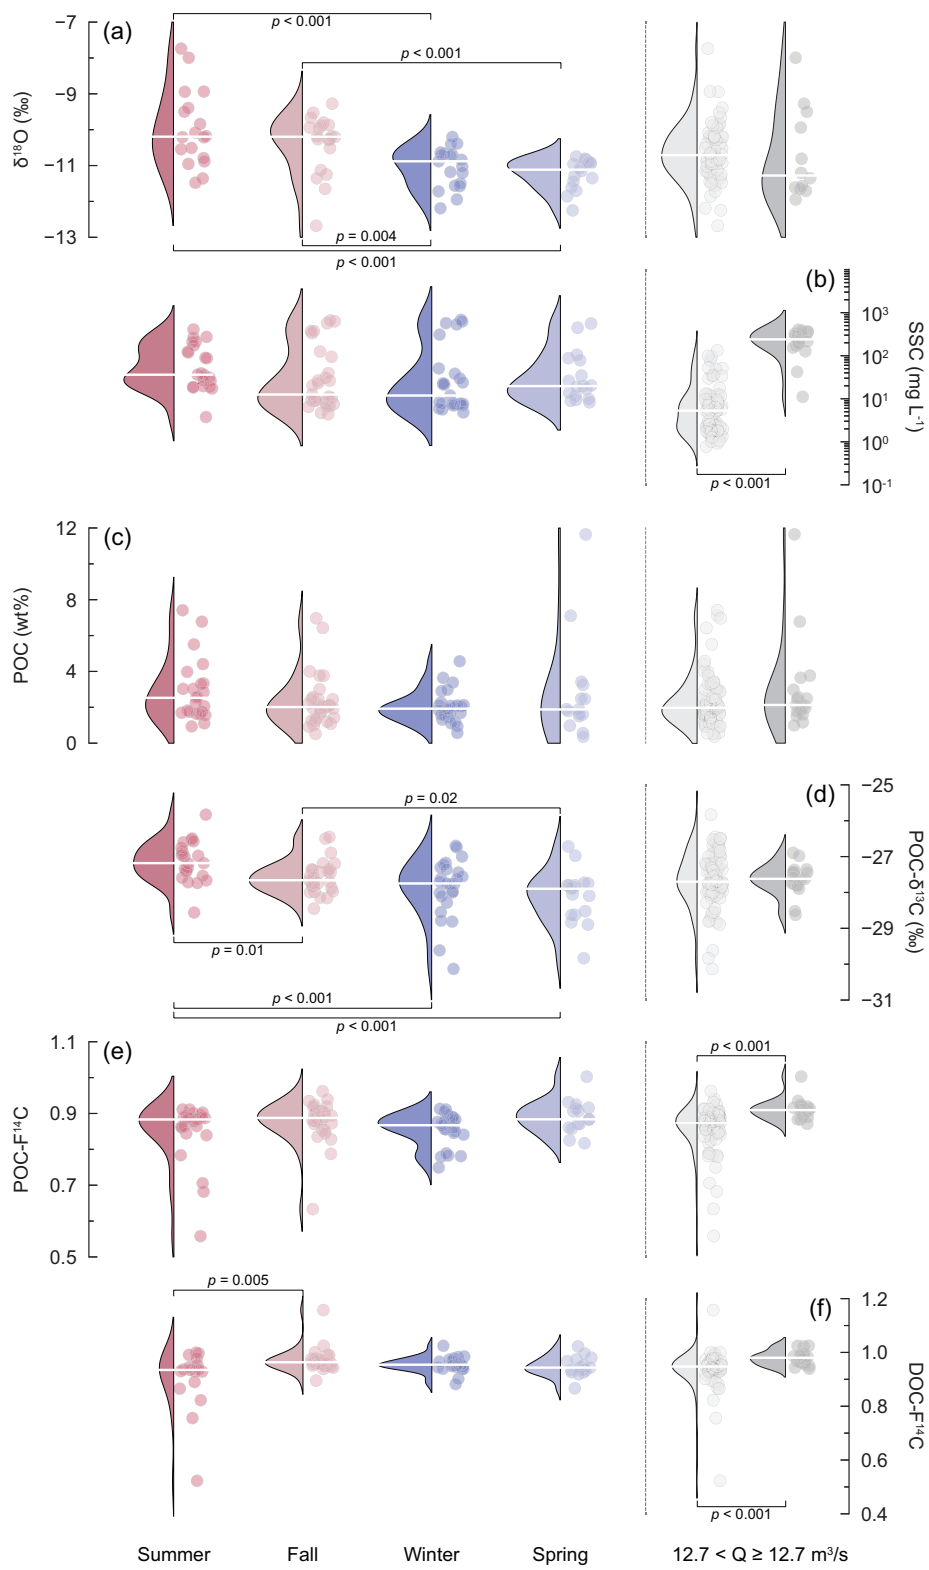 (a)
−7
−9
−11
−13
δ¹⁸O (‰)
p < 0.001
p < 0.001
p = 0.004
p < 0.001
(b)
10³
10²
10¹
10⁰
10⁻¹
SSC (mg L⁻¹)
p < 0.001
(c)
12
8
4
0
POC (wt%)
(d)
−25
−27
−29
−31
POC-δ¹³C (‰)
p = 0.02
p = 0.01
p < 0.001
p < 0.001
(e)
1.1
0.9
0.7
0.5
POC-F¹⁴C
p < 0.001
(f)
1.2
1.0
0.8
0.6
0.4
DOC-F¹⁴C
p = 0.005
p < 0.001
Summer Fall Winter Spring 12.7 < Q ≥ 12.7 m³/s